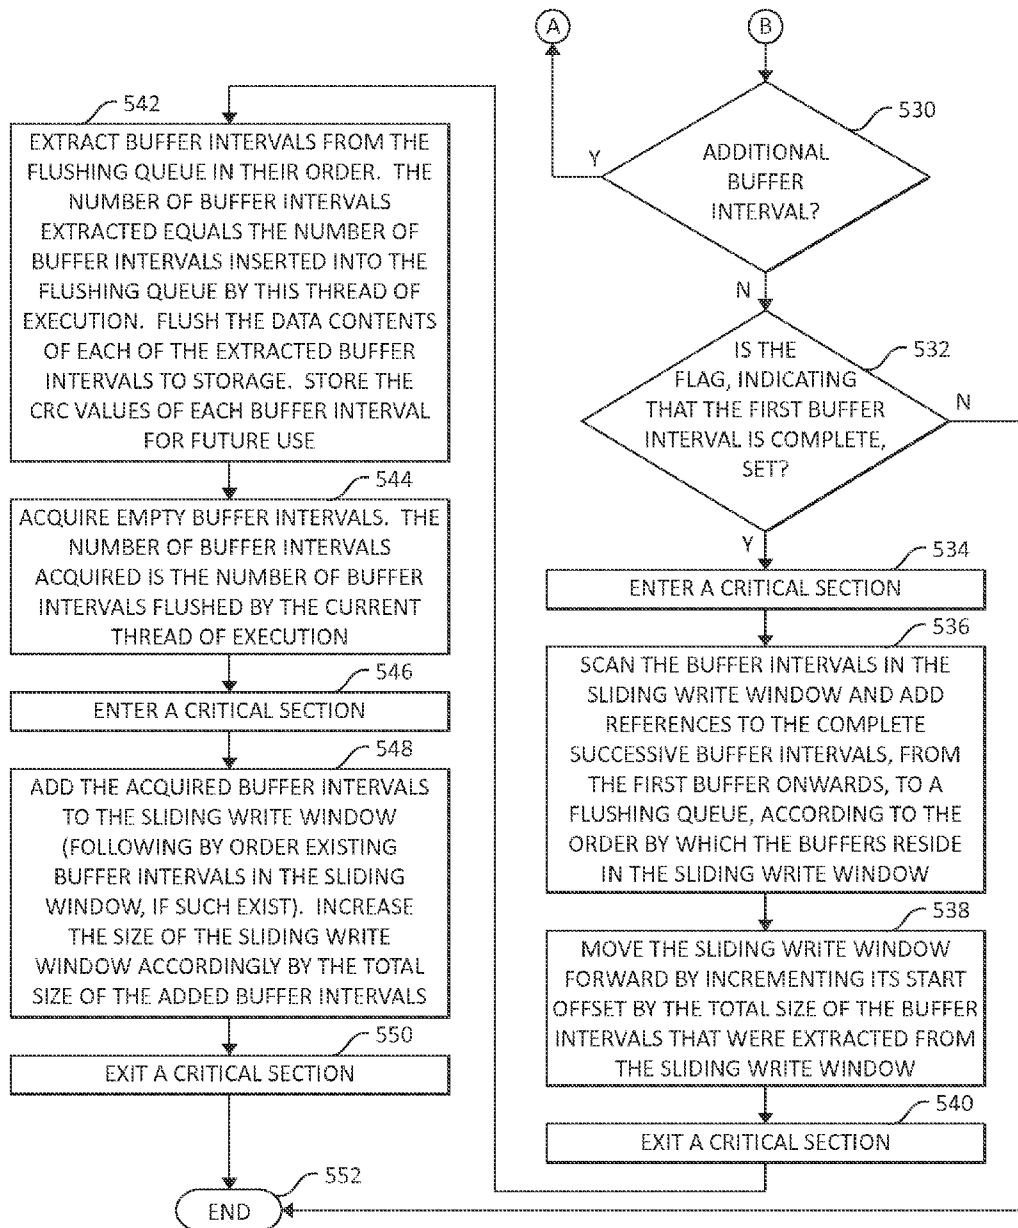 A
B
530
ADDITIONAL
BUFFER
INTERVAL?
Y
N
532
IS THE
FLAG, INDICATING
THAT THE FIRST BUFFER
INTERVAL IS COMPLETE,
SET?
N
Y
534
ENTER A CRITICAL SECTION
536
SCAN THE BUFFER INTERVALS IN THE
SLIDING WRITE WINDOW AND ADD
REFERENCES TO THE COMPLETE
SUCCESSIVE BUFFER INTERVALS, FROM
THE FIRST BUFFER ONWARDS, TO A
FLUSHING QUEUE, ACCORDING TO THE
ORDER BY WHICH THE BUFFERS RESIDE
IN THE SLIDING WRITE WINDOW
538
MOVE THE SLIDING WRITE WINDOW
FORWARD BY INCREMENTING ITS START
OFFSET BY THE TOTAL SIZE OF THE BUFFER
INTERVALS THAT WERE EXTRACTED FROM
THE SLIDING WRITE WINDOW
540
EXIT A CRITICAL SECTION
542
EXTRACT BUFFER INTERVALS FROM THE
FLUSHING QUEUE IN THEIR ORDER. THE
NUMBER OF BUFFER INTERVALS
EXTRACTED EQUALS THE NUMBER OF
BUFFER INTERVALS INSERTED INTO THE
FLUSHING QUEUE BY THIS THREAD OF
EXECUTION. FLUSH THE DATA CONTENTS
OF EACH OF THE EXTRACTED BUFFER
INTERVALS TO STORAGE. STORE THE
CRC VALUES OF EACH BUFFER INTERVAL
FOR FUTURE USE
544
ACQUIRE EMPTY BUFFER INTERVALS. THE
NUMBER OF BUFFER INTERVALS
ACQUIRED IS THE NUMBER OF BUFFER
INTERVALS FLUSHED BY THE CURRENT
THREAD OF EXECUTION
546
ENTER A CRITICAL SECTION
548
ADD THE ACQUIRED BUFFER INTERVALS
TO THE SLIDING WRITE WINDOW
(FOLLOWING BY ORDER EXISTING
BUFFER INTERVALS IN THE SLIDING
WINDOW, IF SUCH EXIST). INCREASE
THE SIZE OF THE SLIDING WRITE
WINDOW ACCORDINGLY BY THE TOTAL
SIZE OF THE ADDED BUFFER INTERVALS
550
EXIT A CRITICAL SECTION
552
END